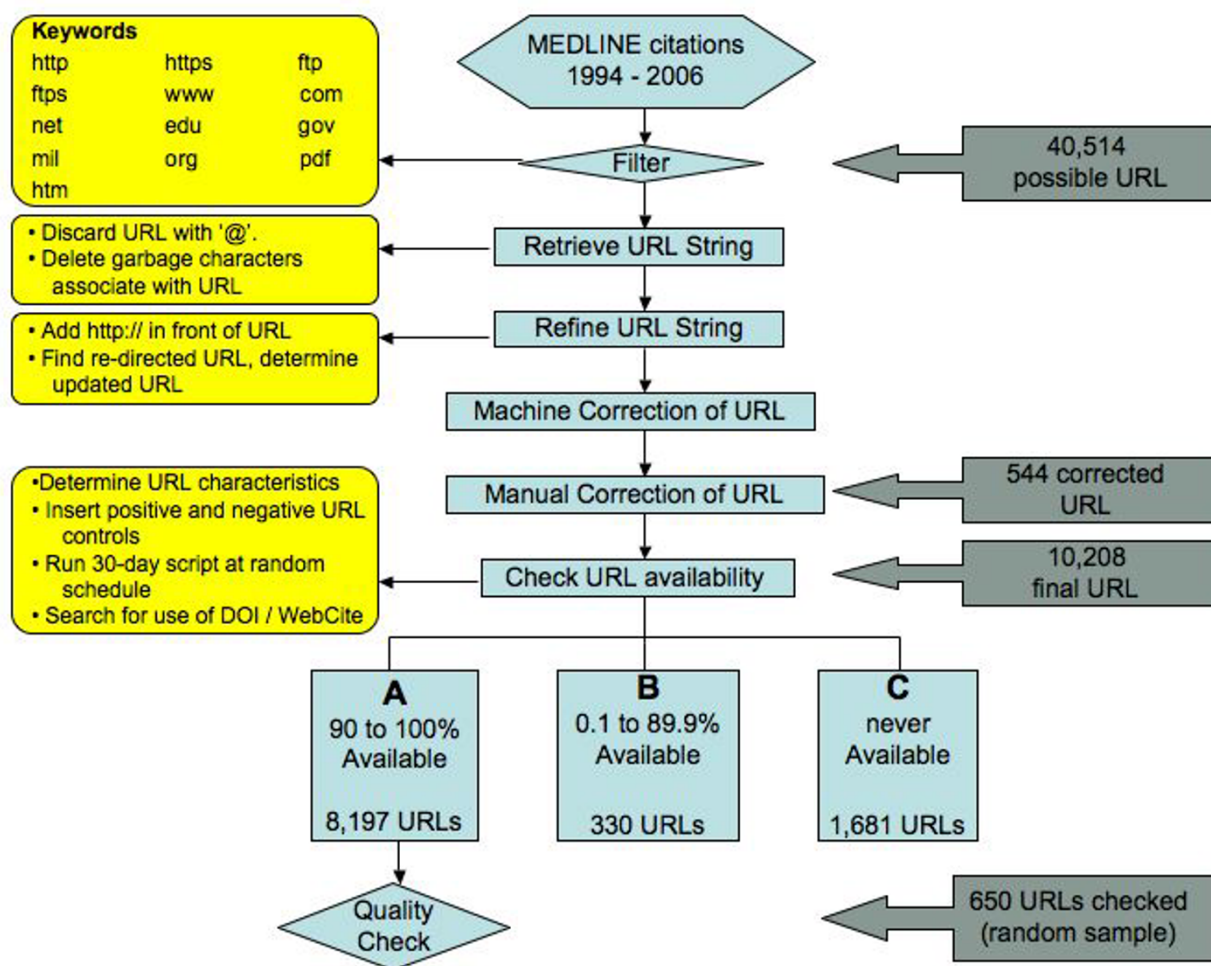 Keywords
http https ftp
ftps www com
net edu gov
mil org pdf
htm
MEDLINE citations
1994 - 2006
Filter
40,514
possible URL
• Discard URL with '@'.
• Delete garbage characters
associate with URL
Retrieve URL String
• Add http:// in front of URL
• Find re-directed URL, determine
updated URL
Refine URL String
Machine Correction of URL
Manual Correction of URL
544 corrected
URL
•Determine URL characteristics
• Insert positive and negative URL
controls
• Run 30-day script at random
schedule
• Search for use of DOI / WebCite
Check URL availability
10,208
final URL
A
90 to 100%
Available
8,197 URLs
B
0.1 to 89.9%
Available
330 URLs
C
never
Available
1,681 URLs
Quality
Check
650 URLs checked
(random sample)